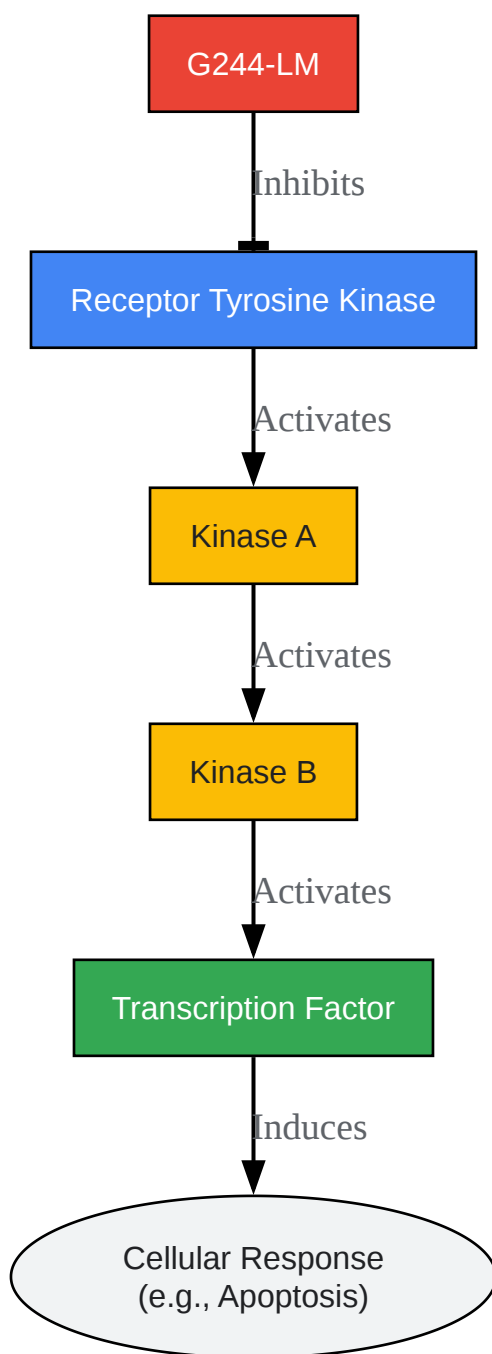 G244-LM
Inhibits
Receptor Tyrosine Kinase
Activates
Kinase A
Activates
Kinase B
Activates
Transcription Factor
Induces
Cellular Response
(e.g., Apoptosis)